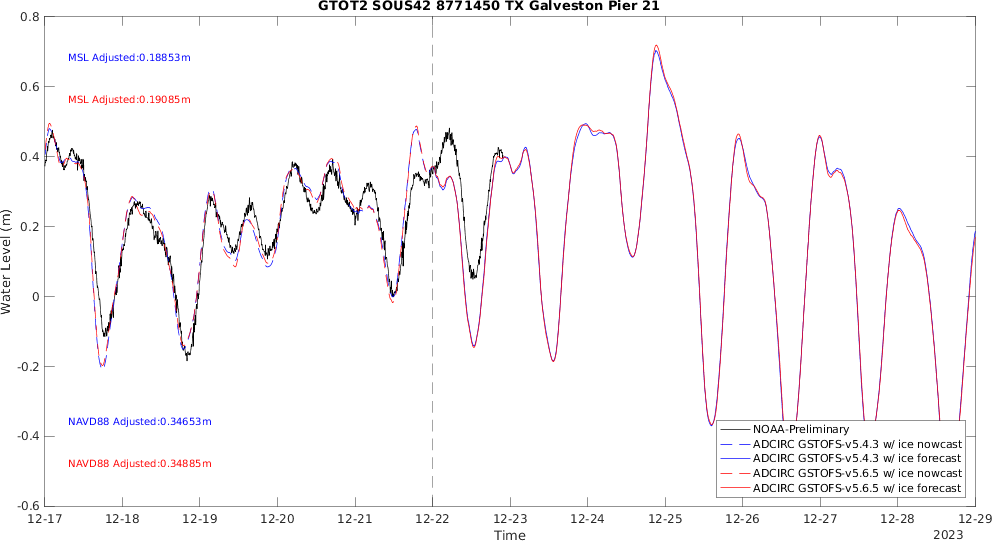 GTOT2 SOUS42 8771450 TX Galveston Pier 21
0.8
0.6
0.4
0.2
0
-0.2
-0.4
-0.6
Water Level (m)
MSL Adjusted:0.18853m
MSL Adjusted:0.19085m
NAVD88 Adjusted:0.34653m
NAVD88 Adjusted:0.34885m
NOAA-Preliminary
ADCIRC GSTOFS-v5.4.3 w/ ice nowcast
ADCIRC GSTOFS-v5.4.3 w/ ice forecast
ADCIRC GSTOFS-v5.6.5 w/ ice nowcast
ADCIRC GSTOFS-v5.6.5 w/ ice forecast
12-17 12-18 12-19 12-20 12-21 12-22 12-23 12-24 12-25 12-26 12-27 12-28 12-29
Time
2023